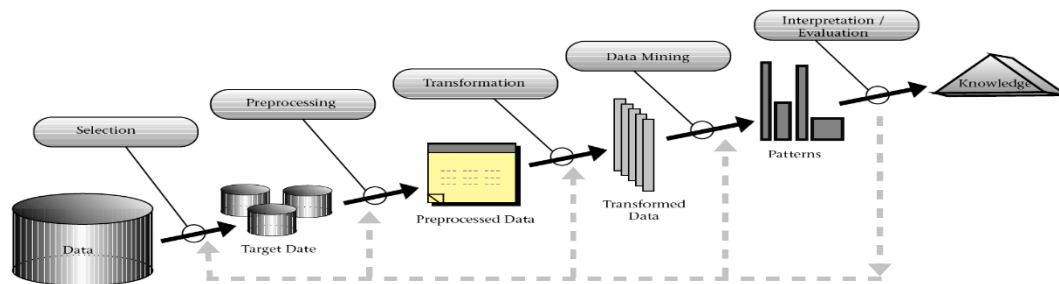 Interpretation /
Evaluation
Data Mining
Transformation
Preprocessing
Selection
Data
Target Date
Preprocessed Data
Transformed
Data
Patterns
Knowledge